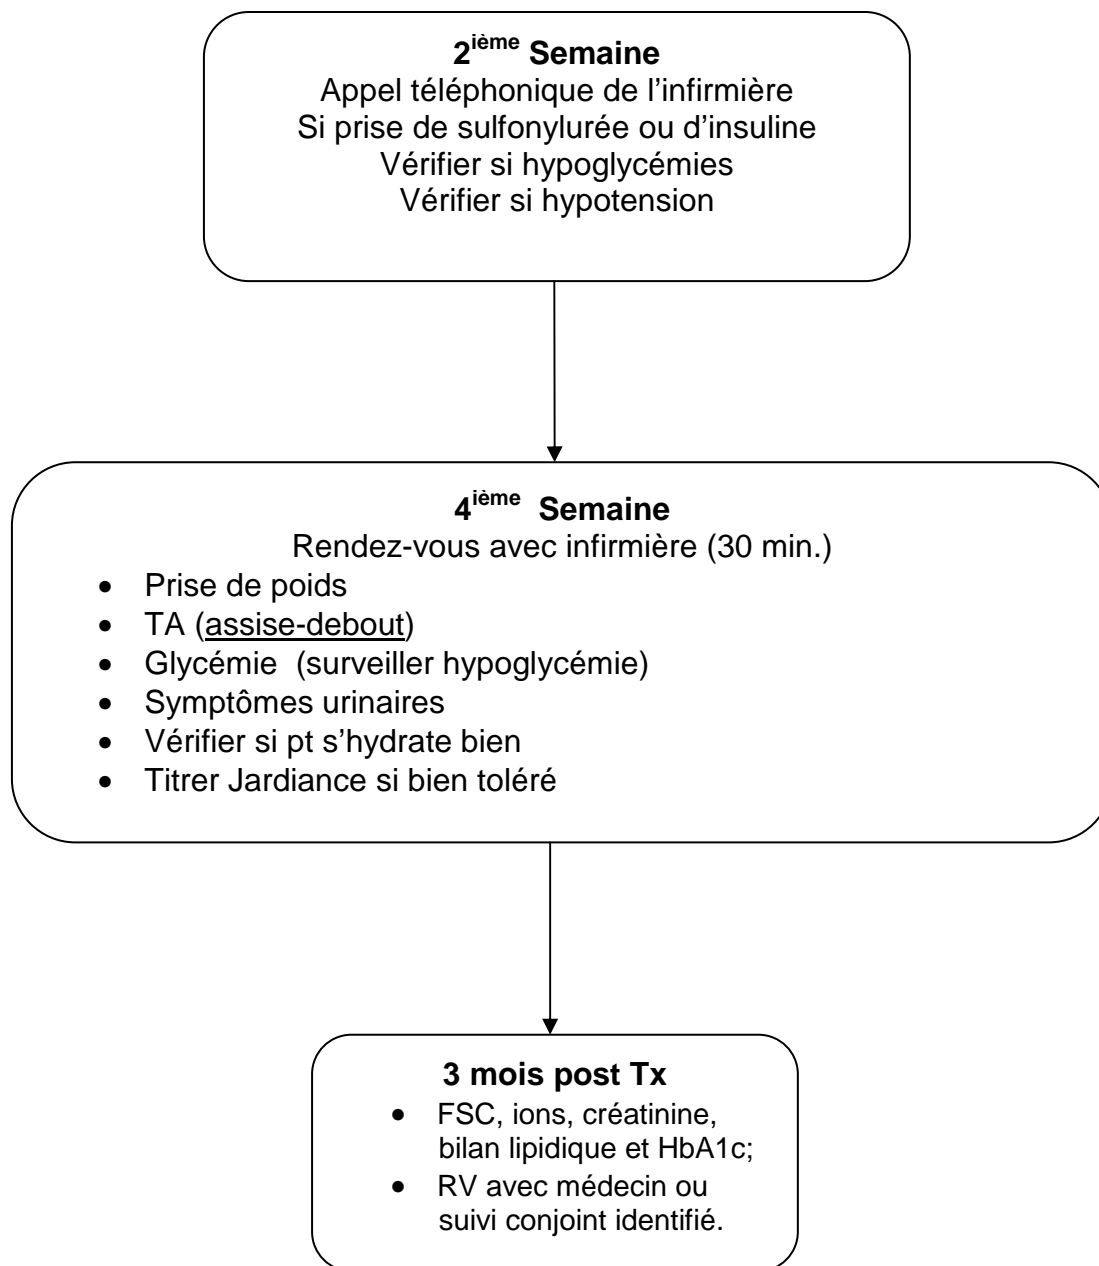 2ième Semaine
Appel téléphonique de l’infirmière
Si prise de sulfonylurée ou d’insuline
Vérifier si hypoglycémies
Vérifier si hypotension
4ième Semaine
Rendez-vous avec infirmière (30 min.)
• Prise de poids
• TA (assise-debout)
• Glycémie (surveiller hypoglycémie)
• Symptômes urinaires
• Vérifier si pt s’hydrate bien
• Titrer Jardiance si bien toléré
3 mois post Tx
• FSC, ions, créatinine,
bilan lipidique et HbA1c;
• RV avec médecin ou
suivi conjoint identifié.